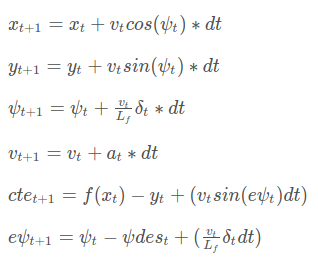 x_{t+1} = x_t + v_t cos(ψ_t) * dt
y_{t+1} = y_t + v_t sin(ψ_t) * dt
ψ_{t+1} = ψ_t + \frac{v_t}{L_f} δ_t * dt
v_{t+1} = v_t + a_t * dt
cte_{t+1} = f(x_t) − y_t + (v_t sin(eψ_t)dt)
eψ_{t+1} = ψ_t − ψdes_t + (\frac{v_t}{L_f} δ_t dt)